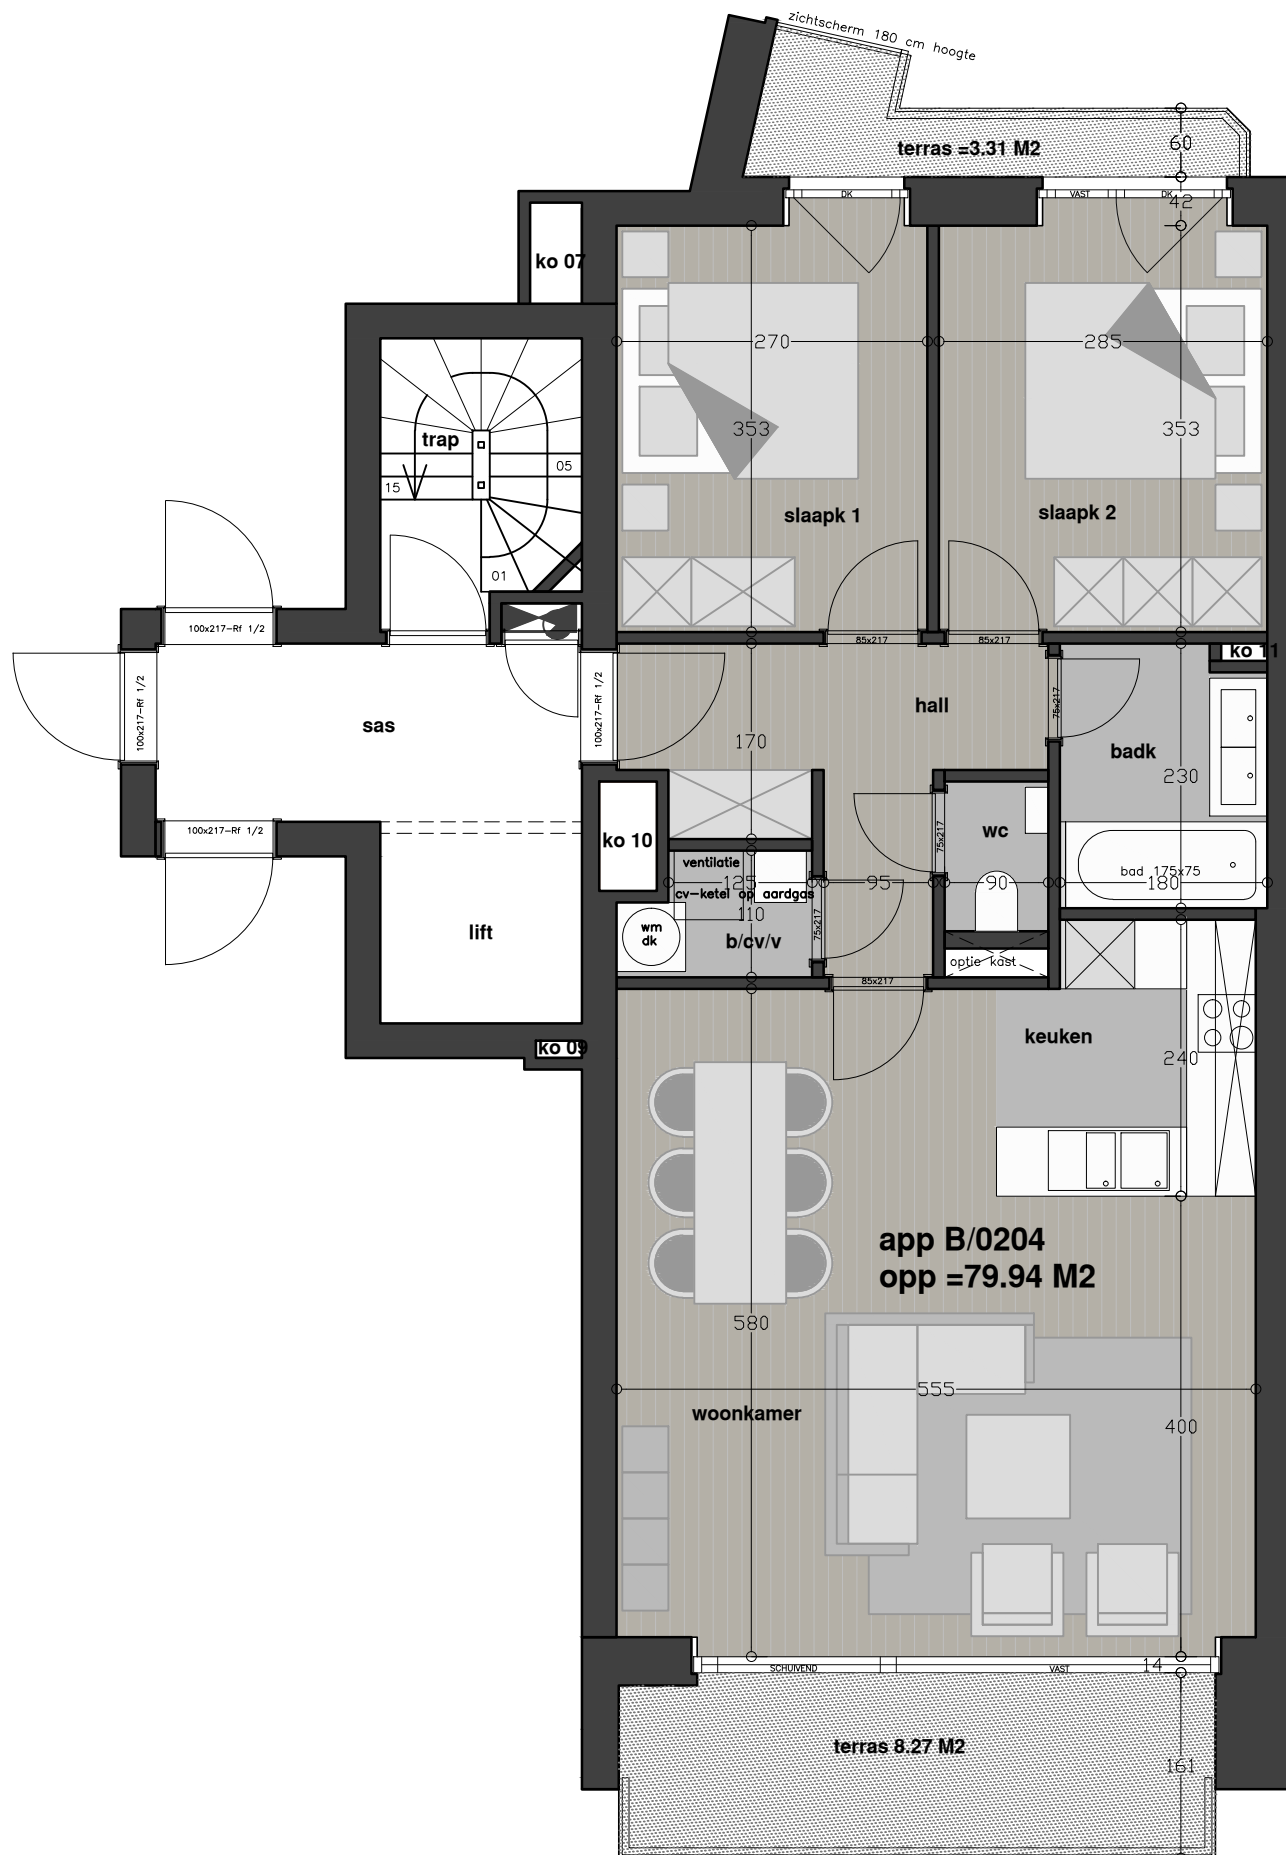 zichtscherm 180 cm hoogte
terras =3.31 M2
60
DK
VAST
DK
42
ko 07
270
285
trap
353
353
05
15
slaapk 1
slaapk 2
01
100x217-Rf 1/2
85x217
85x217
ko 11
100x217-Rf 1/2
100x217-Rf 1/2
75x217
sas
hall
170
badk
230
100x217-Rf 1/2
ko 10
75x217
wc
ventilatie
125
95
90
bad 175x75
180
cv-ketel op aardgas
110
75x217
wm
dk
lift
b/cv/v
optie kast
85x217
ko 09
keuken
240
app B/0204
opp =79.94 M2
580
555
woonkamer
400
SCHUIVEND
VAST
14
terras 8.27 M2
161